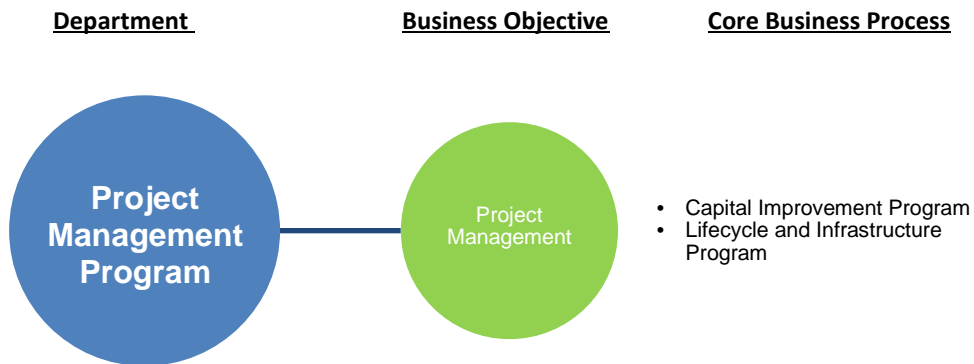 Department
Business Objective
Core Business Process
Project
Management
Program
Project
Management
• Capital Improvement Program
• Lifecycle and Infrastructure
Program